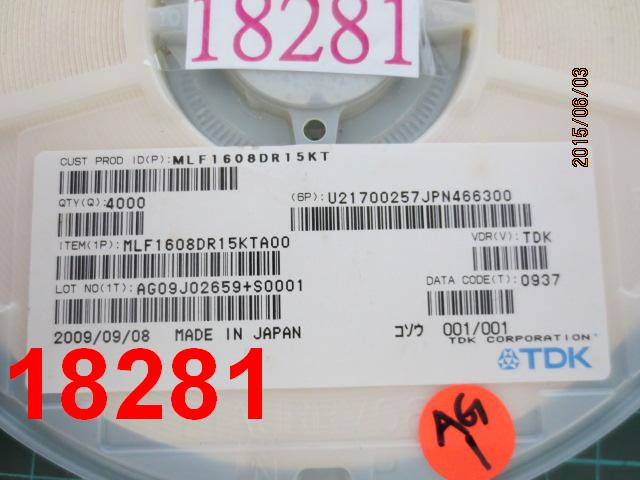 18281
2015/06/03
CUST PROD ID(P): MLF1608DR15KT
QTY(Q): 4000
(6P): U21700257JPN466300
ITEM(1P): MLF1608DR15KTA00
VDR(V): TDK
LOT NO(1T): AG09J02659+S0001
DATA CODE(T): 0937
2009/09/08 MADE IN JAPAN
コソウ 001/001
TDK CORPORATION
TDK
18281
AG1